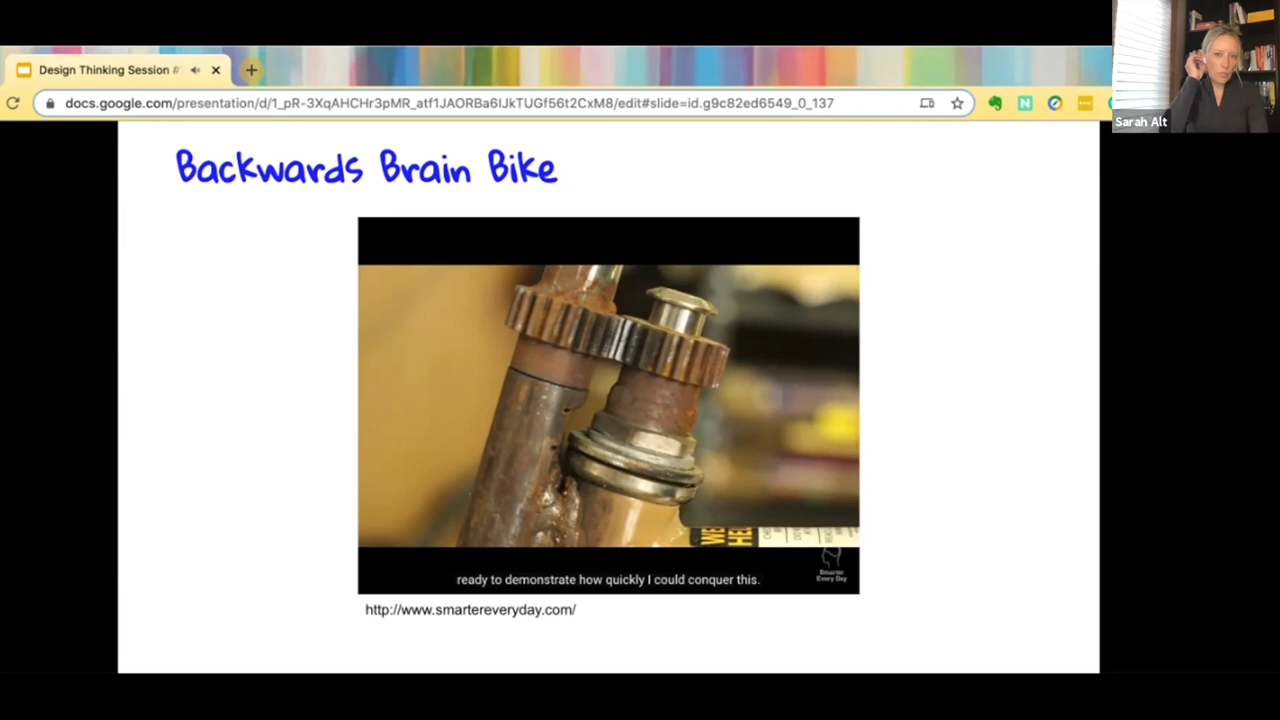 Design Thinking Session #
docs.google.com/presentation/d/1_pR-3XqAHCHr3pMR_atf1JAORBa6IJkTUGf56t2CxM8/edit#slide=id.g9c82ed6549_0_137
Sarah Alt
Backwards Brain Bike
ready to demonstrate how quickly I could conquer this.
Smarter
Every Day
http://www.smartereveryday.com/